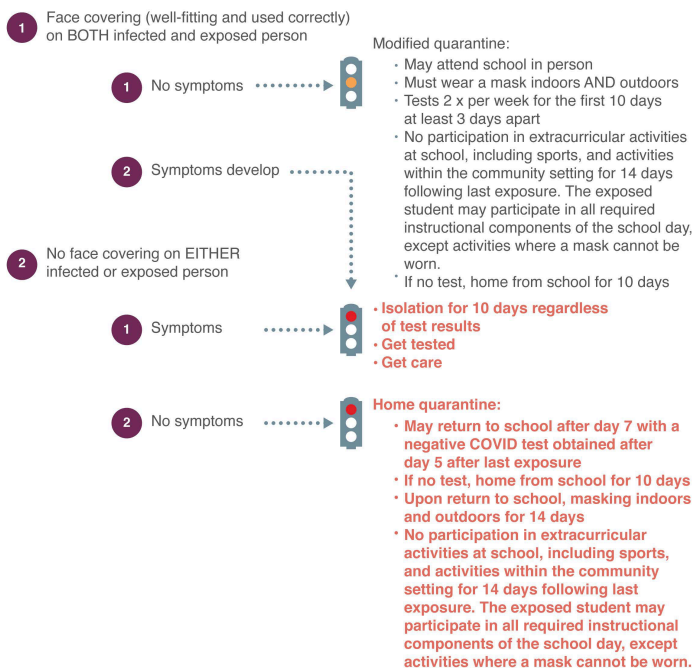 1
Face covering (well-fitting and used correctly)
on BOTH infected and exposed person
1
No symptoms
Modified quarantine:
• May attend school in person
• Must wear a mask indoors AND outdoors
• Tests 2 x per week for the first 10 days
at least 3 days apart
• No participation in extracurricular activities
at school, including sports, and activities
within the community setting for 14 days
following last exposure. The exposed
student may participate in all required
instructional components of the school day,
except activities where a mask cannot be
worn.
• If no test, home from school for 10 days
2
Symptoms develop
2
No face covering on EITHER
infected or exposed person
1
Symptoms
• Isolation for 10 days regardless
of test results
• Get tested
• Get care
2
No symptoms
Home quarantine:
• May return to school after day 7 with a
negative COVID test obtained after
day 5 after last exposure
• If no test, home from school for 10 days
• Upon return to school, masking indoors
and outdoors for 14 days
• No participation in extracurricular
activities at school, including sports,
and activities within the community
setting for 14 days following last
exposure. The exposed student may
participate in all required instructional
components of the school day, except
activities where a mask cannot be worn.